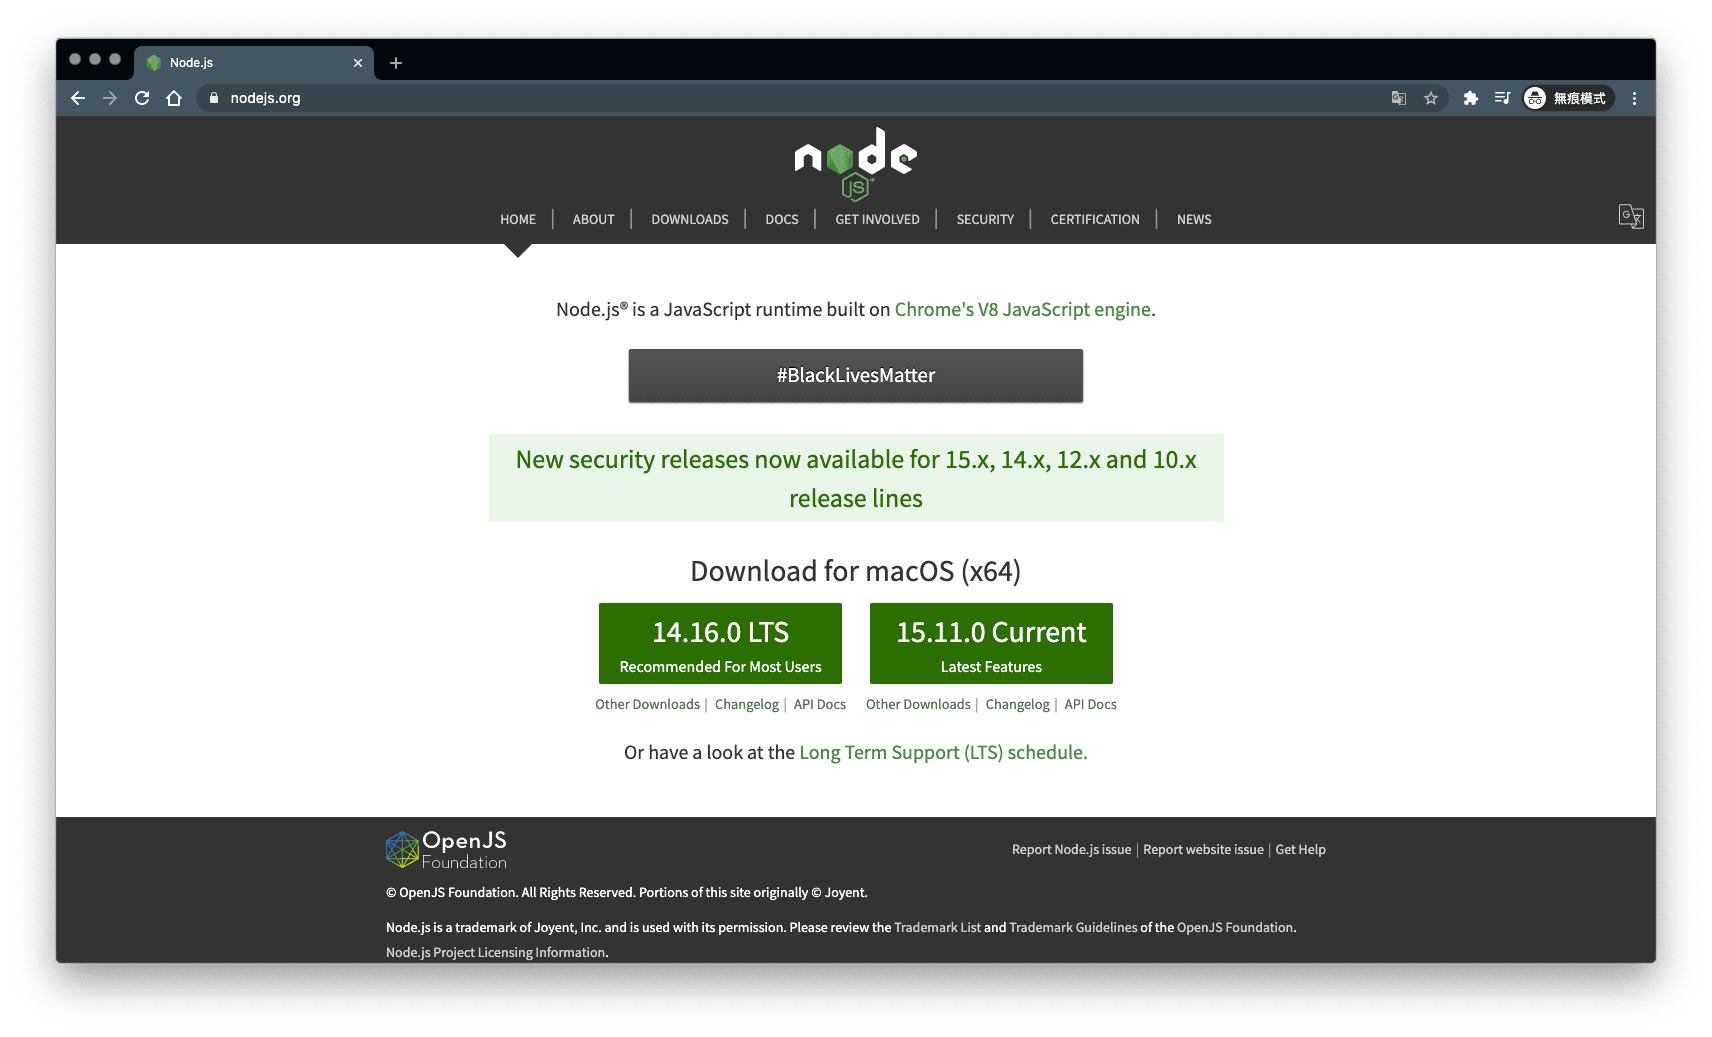 Node.js
nodejs.org
無痕模式
node
JS
HOME | ABOUT | DOWNLOADS | DOCS | GET INVOLVED | SECURITY | CERTIFICATION | NEWS
Node.js® is a JavaScript runtime built on Chrome's V8 JavaScript engine.
#BlackLivesMatter
New security releases now available for 15.x, 14.x, 12.x and 10.x
release lines
Download for macOS (x64)
14.16.0 LTS
Recommended For Most Users
15.11.0 Current
Latest Features
Other Downloads | Changelog | API Docs
Other Downloads | Changelog | API Docs
Or have a look at the Long Term Support (LTS) schedule.
OpenJS
Foundation
Report Node.js issue | Report website issue | Get Help
© OpenJS Foundation. All Rights Reserved. Portions of this site originally © Joyent.
Node.js is a trademark of Joyent, Inc. and is used with its permission. Please review the Trademark List and Trademark Guidelines of the OpenJS Foundation.
Node.js Project Licensing Information.